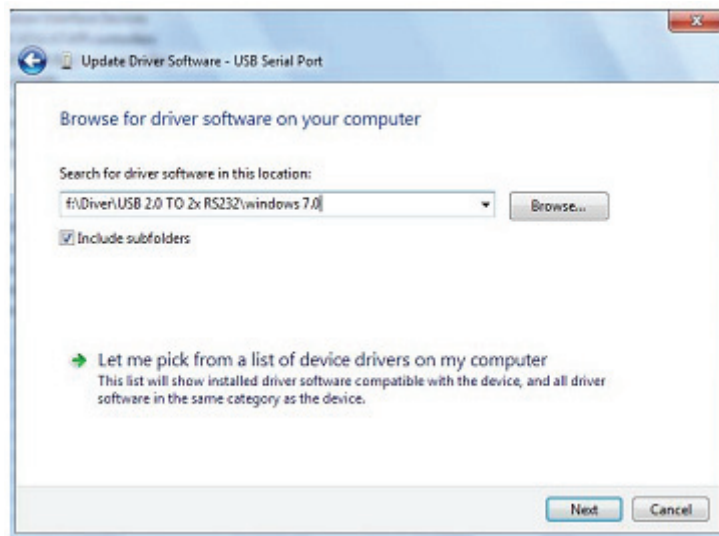 Update Driver Software - USB Serial Port
Browse for driver software on your computer
Search for driver software in this location:
f:\Diver\USB 2.0 TO 2x RS232\windows 7.0
Browse...
Include subfolders
Let me pick from a list of device drivers on my computer
This list will show installed driver software compatible with the device, and all driver
software in the same category as the device.
Next
Cancel